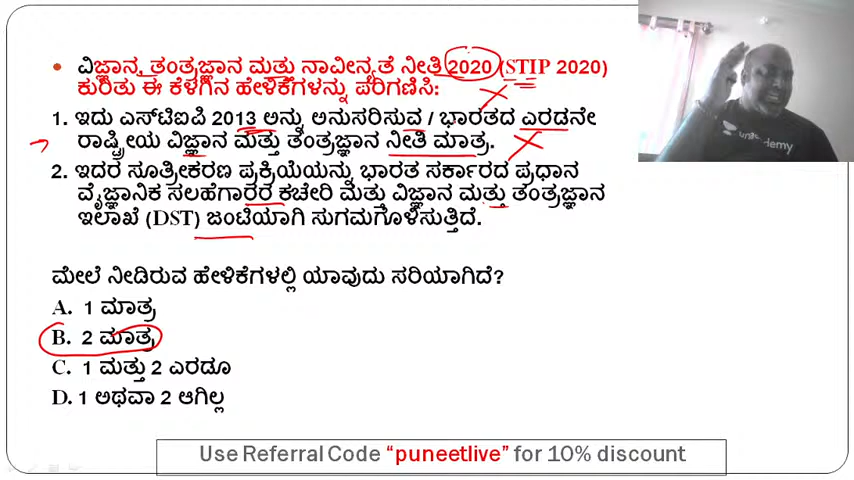 ವಿಜ್ಞಾನ, ತಂತ್ರಜ್ಞಾನ ಮತ್ತು ನಾವೀನ್ಯತೆ ನೀತಿ 2020 (STIP 2020)
ಕುರಿತು ಈ ಕೆಳಗಿನ ಹೇಳಿಕೆಗಳನ್ನು ಪರಿಗಣಿಸಿ:
1. ಇದು ಎಸ್‌ಟಿಐಪಿ 2013 ಅನ್ನು ಅನುಸರಿಸುವ / ಭಾರತದ ಎರಡನೇ
ರಾಷ್ಟ್ರೀಯ ವಿಜ್ಞಾನ ಮತ್ತು ತಂತ್ರಜ್ಞಾನ ನೀತಿ ಮಾತ್ರ.
2. ಇದರ ಸೂತ್ರೀಕರಣ ಪ್ರಕ್ರಿಯೆಯನ್ನು ಭಾರತ ಸರ್ಕಾರದ ಪ್ರಧಾನ
ವೈಜ್ಞಾನಿಕ ಸಲಹೆಗಾರರ ಕಚೇರಿ ಮತ್ತು ವಿಜ್ಞಾನ ಮತ್ತು ತಂತ್ರಜ್ಞಾನ
ಇಲಾಖೆ (DST) ಜಂಟಿಯಾಗಿ ಸುಗಮಗೊಳಿಸುತ್ತಿದೆ.
ಮೇಲೆ ನೀಡಿರುವ ಹೇಳಿಕೆಗಳಲ್ಲಿ ಯಾವುದು ಸರಿಯಾಗಿದೆ?
A. 1 ಮಾತ್ರ
B. 2 ಮಾತ್ರ
C. 1 ಮತ್ತು 2 ಎರಡೂ
D. 1 ಅಥವಾ 2 ಆಗಿಲ್ಲ
Use Referral Code “puneetlive” for 10% discount